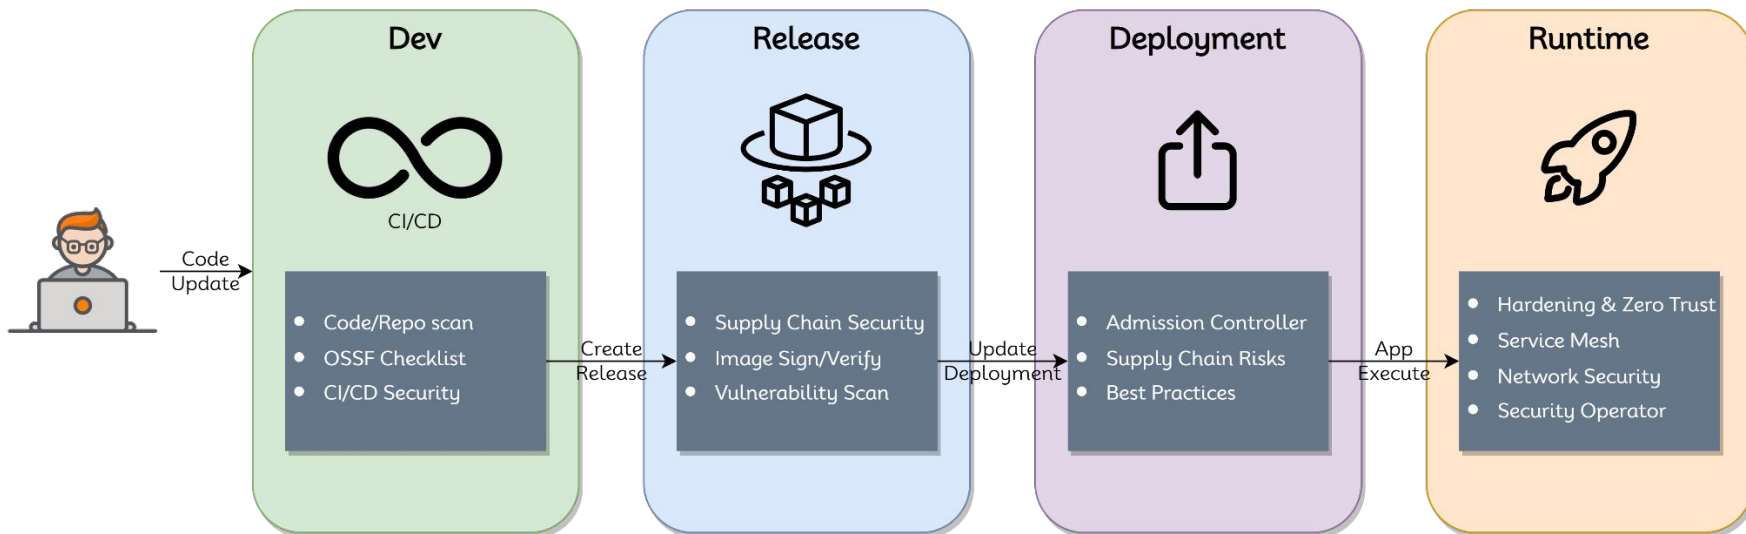 Dev
Release
Deployment
Runtime
CI/CD
Code
Update
Code/Repo scan
OSSF Checklist
CI/CD Security
Create
Release
Supply Chain Security
Image Sign/Verify
Vulnerability Scan
Update
Deployment
Admission Controller
Supply Chain Risks
Best Practices
App
Execute
Hardening & Zero Trust
Service Mesh
Network Security
Security Operator